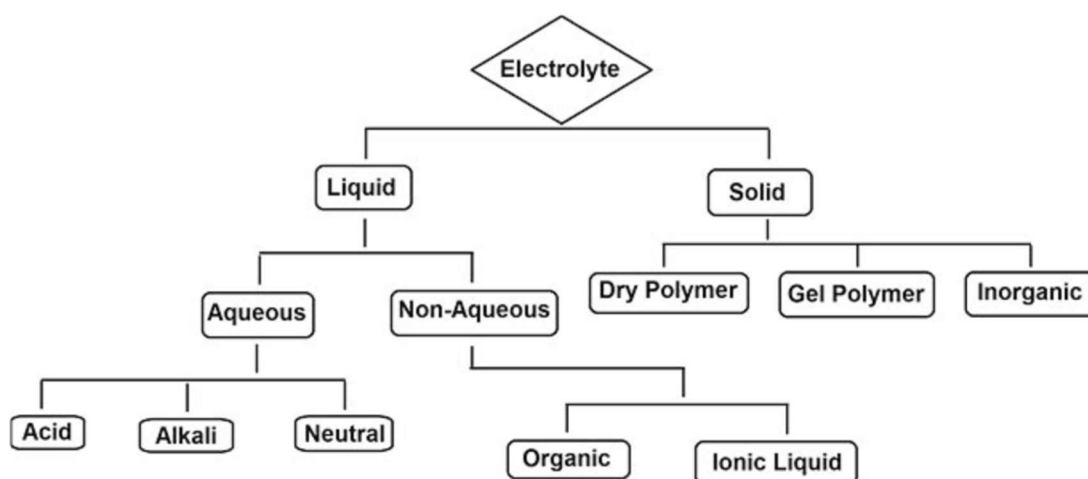 Electrolyte
Liquid
Solid
Dry Polymer
Gel Polymer
Inorganic
Aqueous
Non-Aqueous
Acid
Alkali
Neutral
Organic
Ionic Liquid